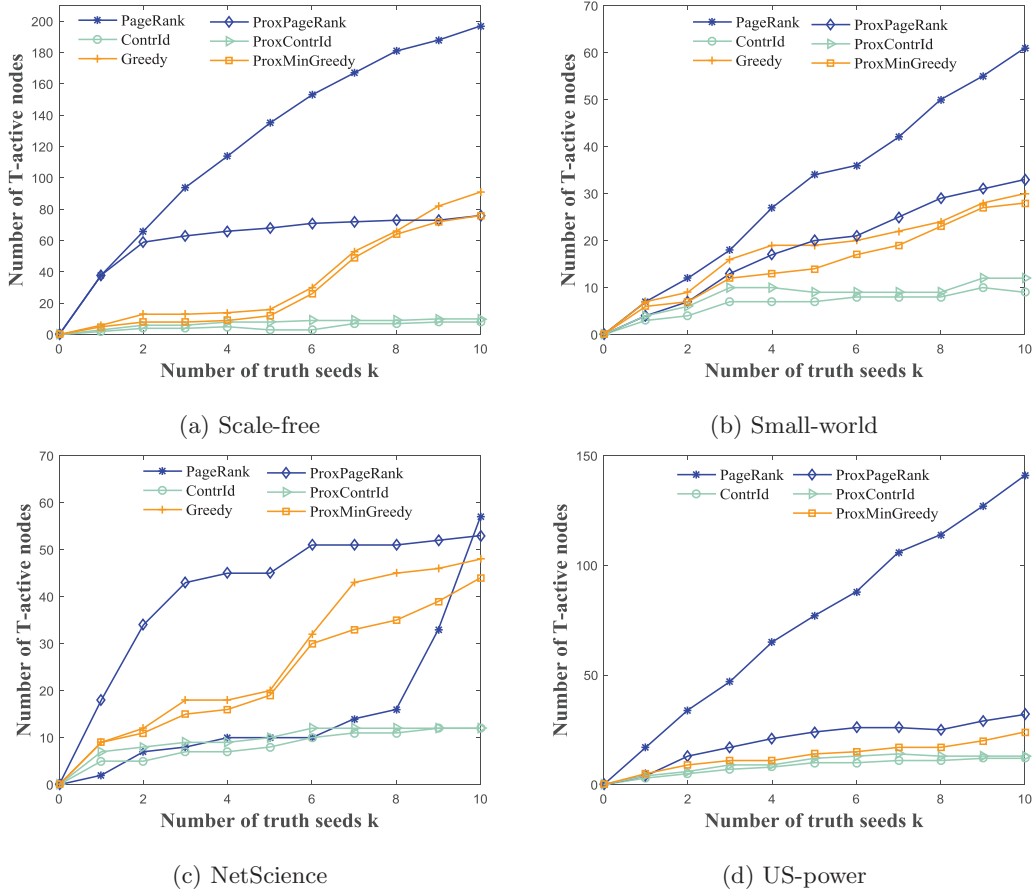 PageRank ProxPageRank
ContrId ProxContrId
Greedy ProxMinGreedy
Number of T-active nodes
0 20 40 60 80 100 120 140 160 180 200
0 2 4 6 8 10
Number of truth seeds k
(a) Scale-free
PageRank ProxPageRank
ContrId ProxContrId
Greedy ProxMinGreedy
Number of T-active nodes
0 10 20 30 40 50 60 70
0 2 4 6 8 10
Number of truth seeds k
(b) Small-world
PageRank ProxPageRank
ContrId ProxContrId
Greedy ProxMinGreedy
Number of T-active nodes
0 10 20 30 40 50 60 70
0 2 4 6 8 10
Number of truth seeds k
(c) NetScience
PageRank ProxPageRank
ContrId ProxContrId
ProxMinGreedy
Number of T-active nodes
0 50 100 150
0 2 4 6 8 10
Number of truth seeds k
(d) US-power